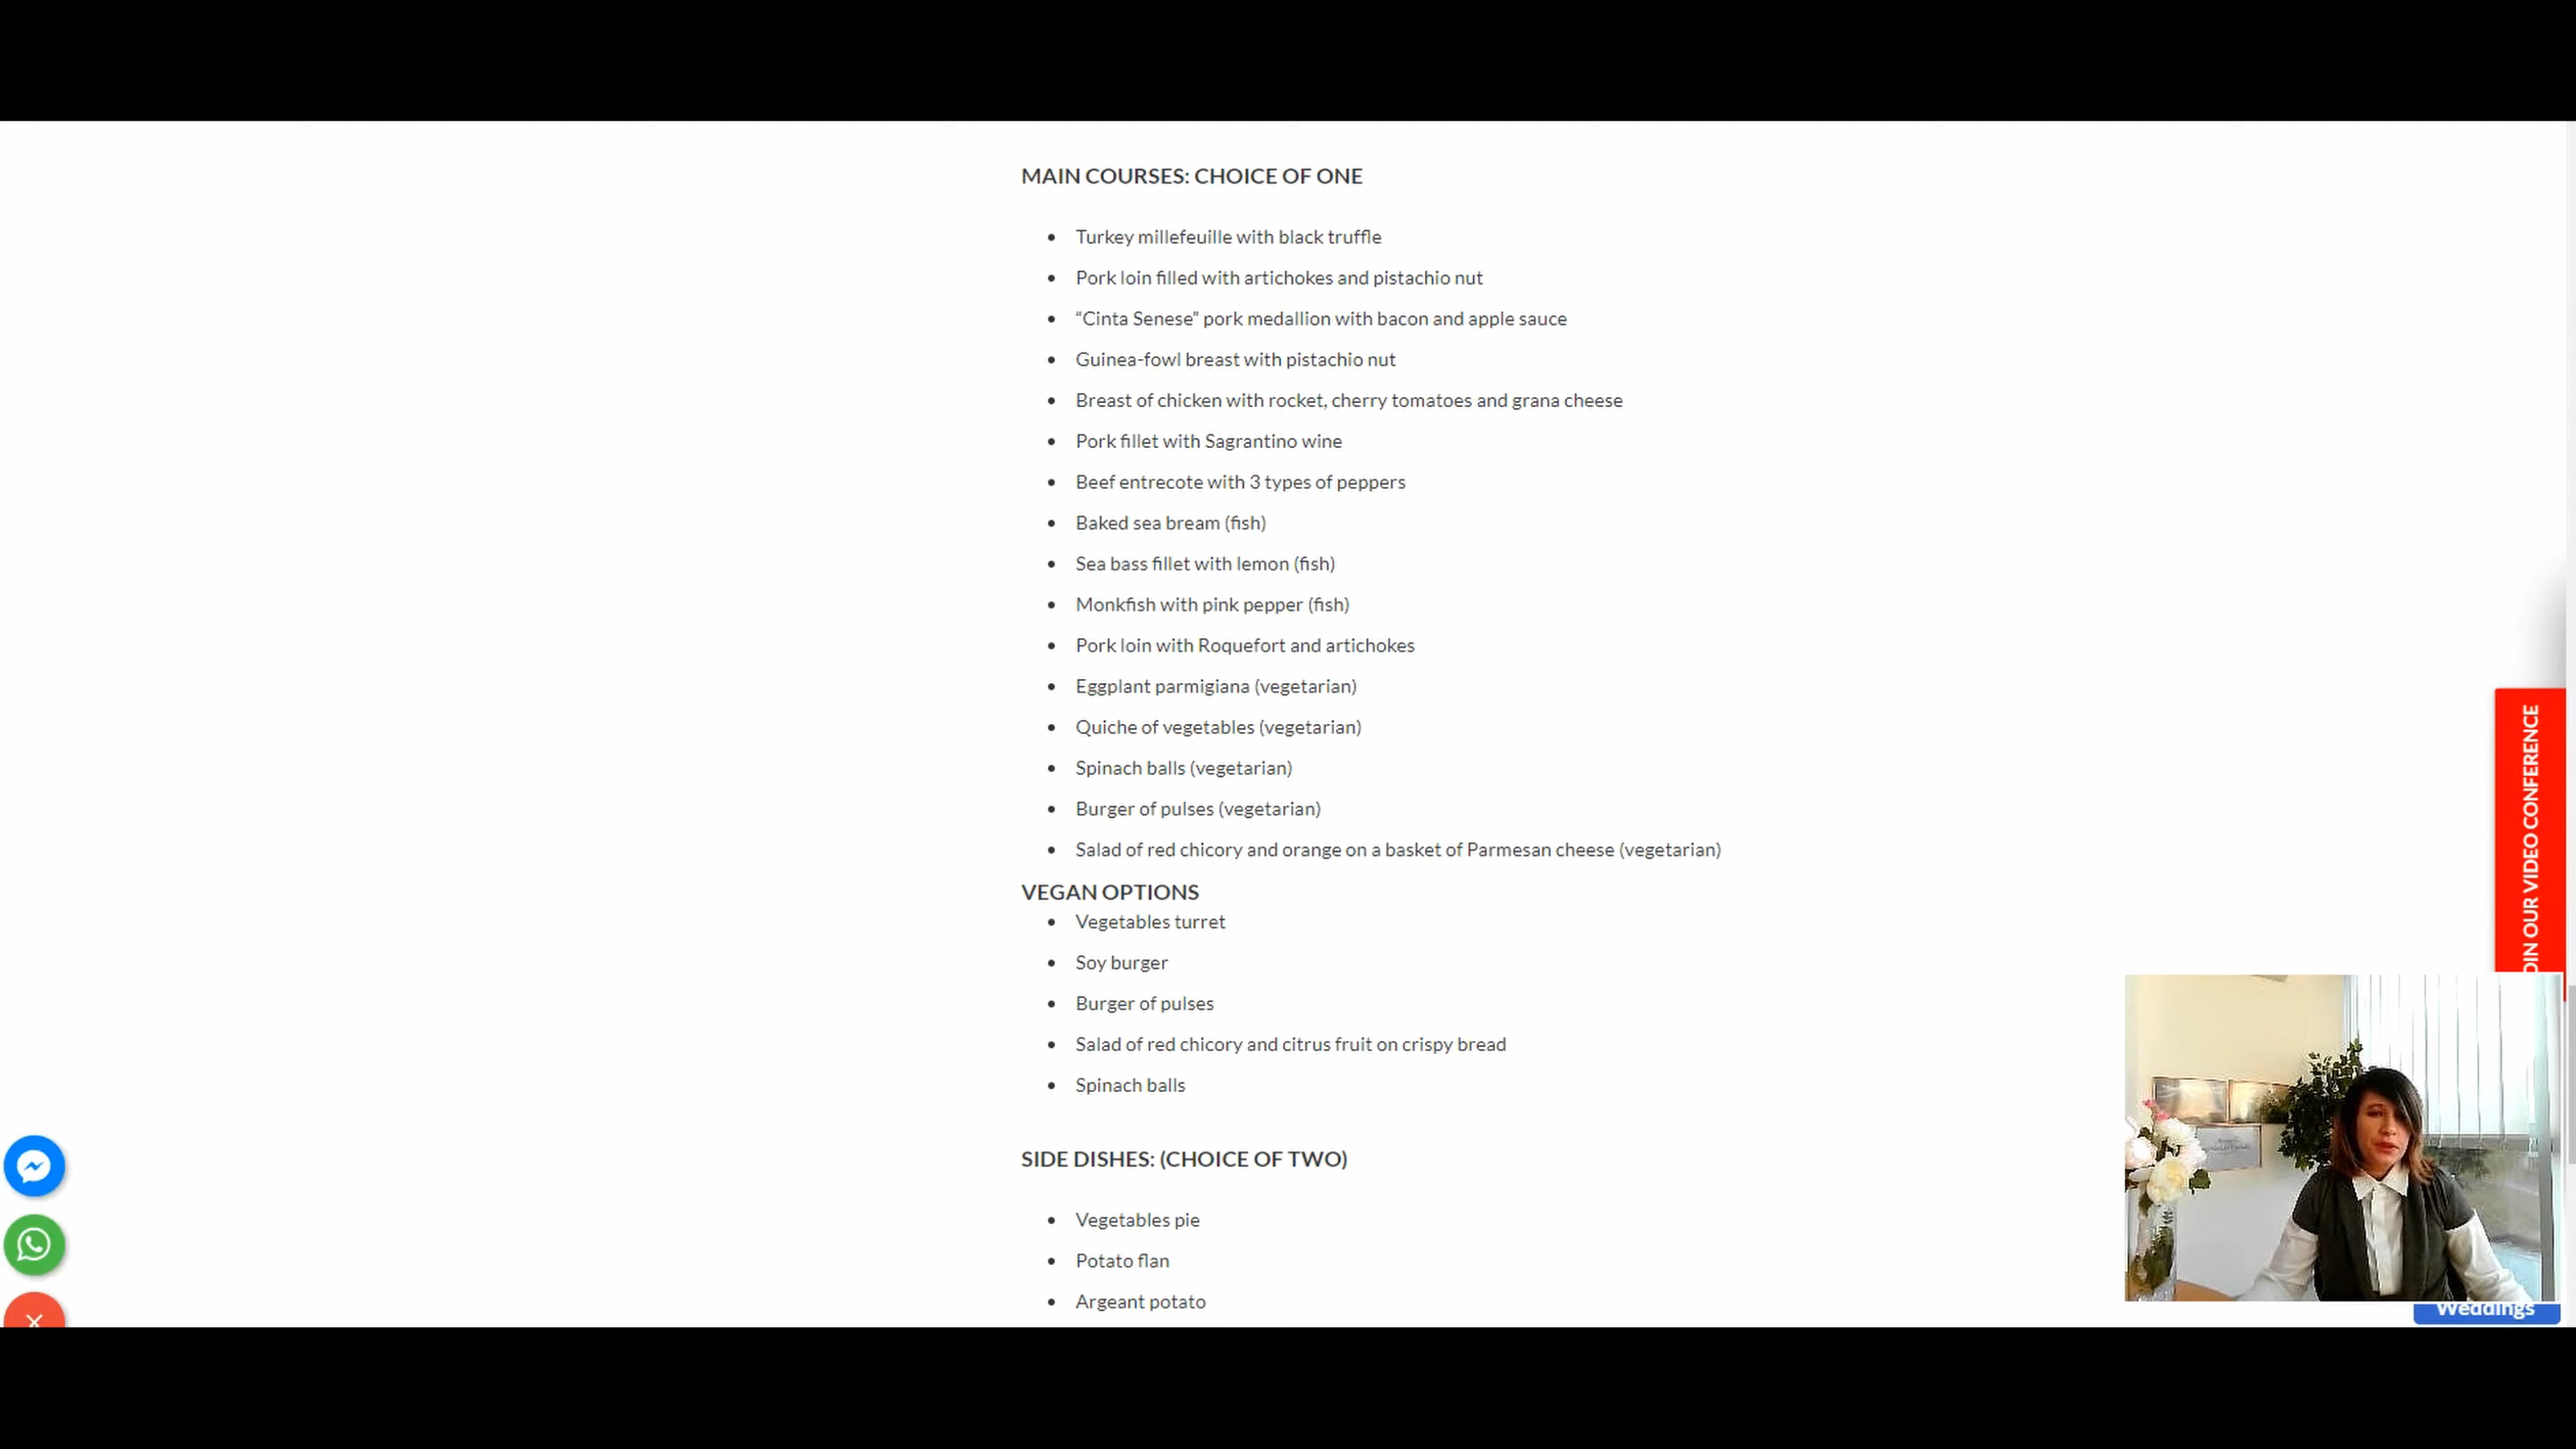 MAIN COURSES: CHOICE OF ONE
• Turkey millefeuille with black truffle
• Pork loin filled with artichokes and pistachio nut
• “Cinta Senese” pork medallion with bacon and apple sauce
• Guinea-fowl breast with pistachio nut
• Breast of chicken with rocket, cherry tomatoes and grana cheese
• Pork fillet with Sagrantino wine
• Beef entrecote with 3 types of peppers
• Baked sea bream (fish)
• Sea bass fillet with lemon (fish)
• Monkfish with pink pepper (fish)
• Pork loin with Roquefort and artichokes
• Eggplant parmigiana (vegetarian)
• Quiche of vegetables (vegetarian)
• Spinach balls (vegetarian)
• Burger of pulses (vegetarian)
• Salad of red chicory and orange on a basket of Parmesan cheese (vegetarian)
VEGAN OPTIONS
• Vegetables turret
• Soy burger
• Burger of pulses
• Salad of red chicory and citrus fruit on crispy bread
• Spinach balls
SIDE DISHES: (CHOICE OF TWO)
• Vegetables pie
• Potato flan
• Argeant potato
OIN OUR VIDEO CONFERENCE
Weddings